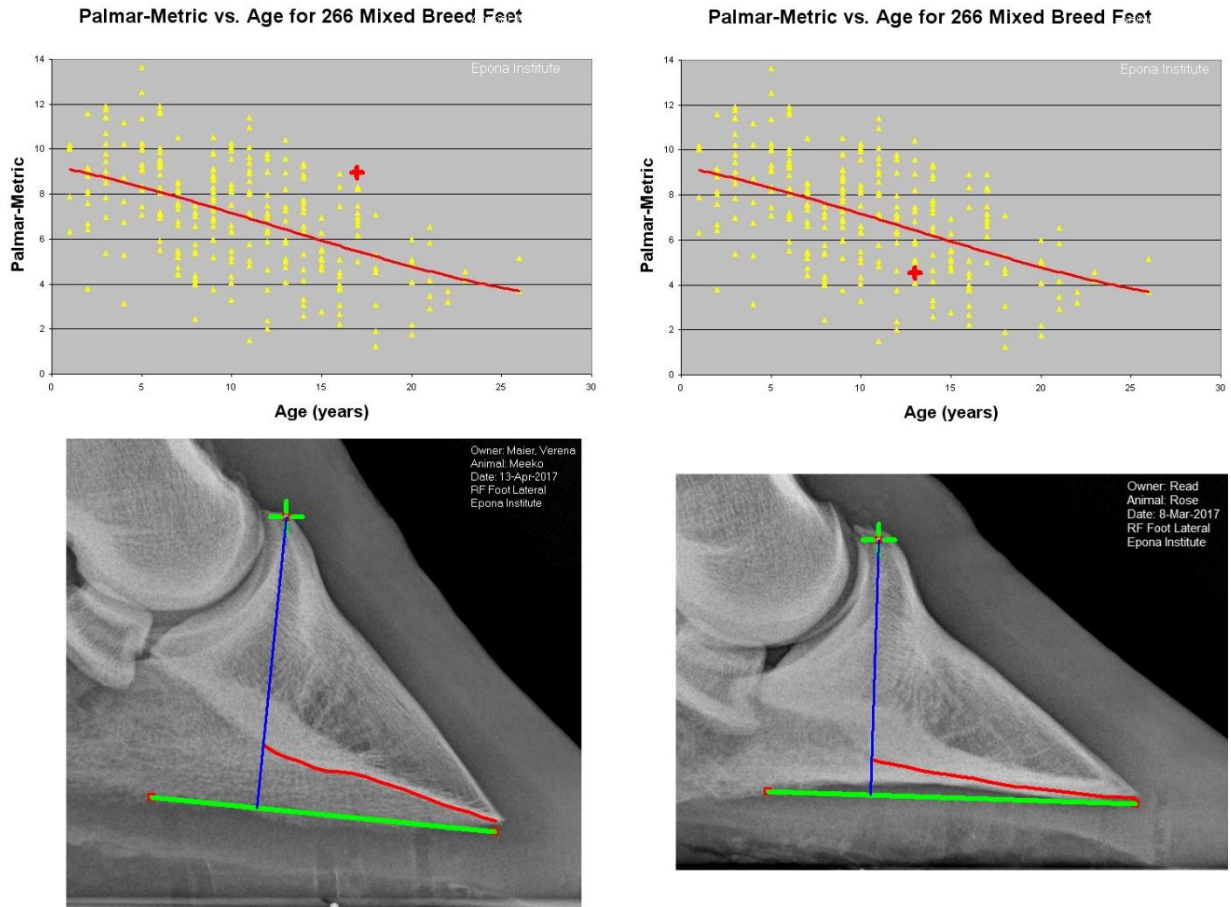 Palmar-Metric vs. Age for 266 Mixed Breed Feet
Epona Institute
14
12
10
8
6
4
2
0
Palmar-Metric
0 5 10 15 20 25 30
Age (years)
Palmar-Metric vs. Age for 266 Mixed Breed Feet
Epona Institute
14
12
10
8
6
4
2
0
Palmar-Metric
0 5 10 15 20 25 30
Age (years)
Owner: Maier, Verena
Animal: Meeko
Date: 13-Apr-2017
RF Foot Lateral
Epona Institute
Owner: Read
Animal: Rose
Date: 8-Mar-2017
RF Foot Lateral
Epona Institute